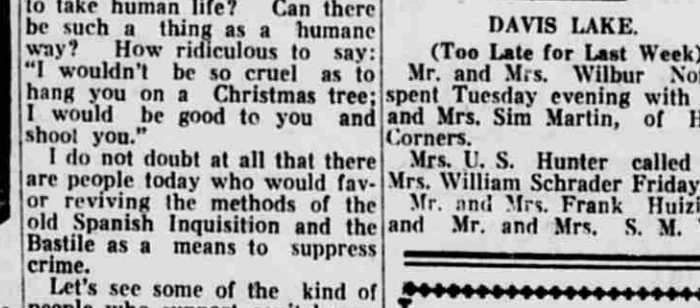 to take human life? Can there
be such a thing as a humane
way? How ridiculous to say:
"I wouldn't be so cruel as to
hang you on a Christmas tree;
I would be good to you and
shoot you."
I do not doubt at all that there
are people today who would fav-
or reviving the methods of the
old Spanish Inquisition and the
Bastile as a means to suppress
crime.
Let's see some of the kind of
people who support
DAVIS LAKE.
(Too Late for Last Week)
Mr. and Mrs. Wilbur
spent Tuesday evening with
and Mrs. Sim Martin, of
Corners.
Mrs. U. S. Hunter called
Mrs. William Schrader Friday
Mr. and Mrs. Frank
and Mr. and Mrs. S. M.